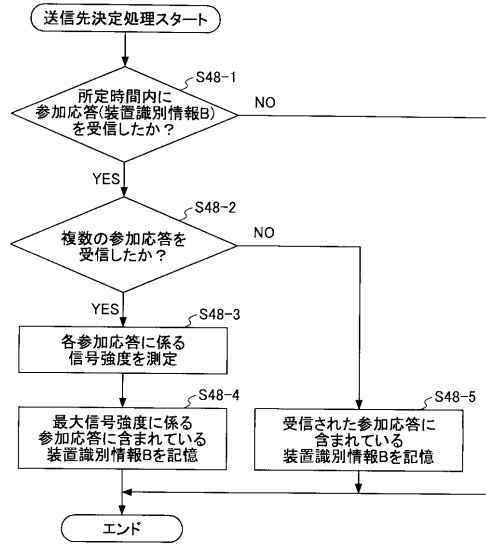 送信先決定処理スタート
S48-1
所定時間内に
参加応答(装置識別情報B)
を受信したか？
NO
YES
S48-2
複数の参加応答を
受信したか？
NO
YES
S48-3
各参加応答に係る
信号強度を測定
S48-4
最大信号強度に係る
参加応答に含まれている
装置識別情報Bを記憶
S48-5
受信された参加応答に
含まれている
装置識別情報Bを記憶
エンド